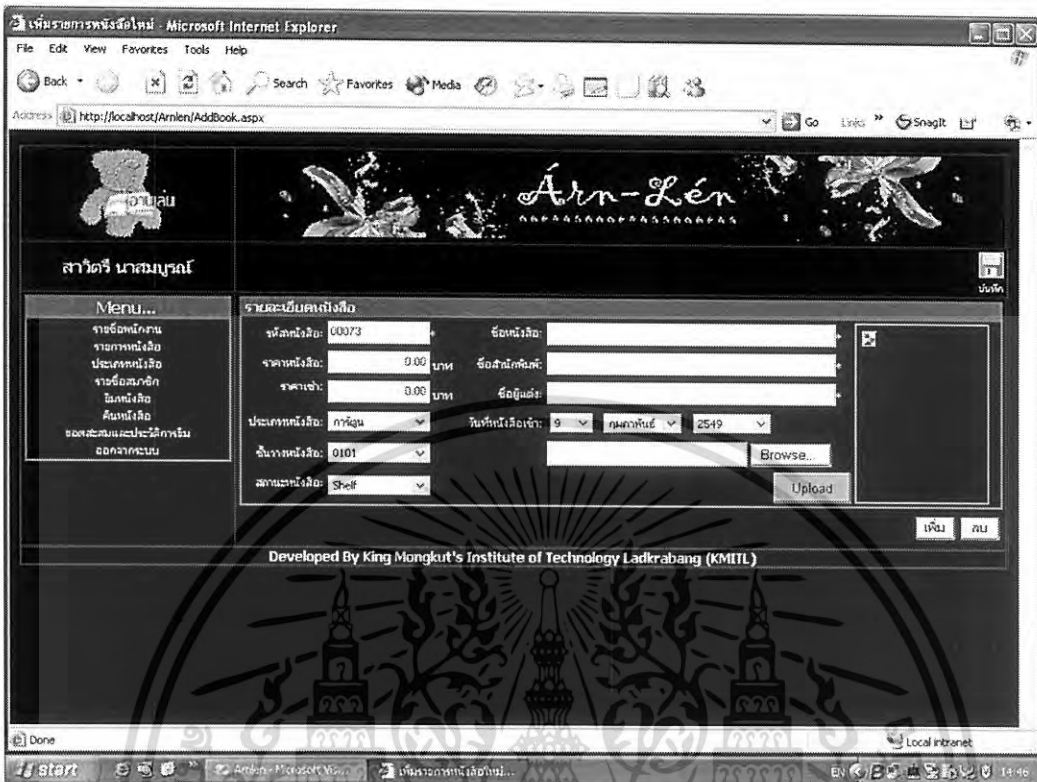 เพิ่มรายการหนังสือใหม่ - Microsoft Internet Explorer
File Edit View Favorites Tools Help
Back Search Favorites Media
Address http://localhost/Arnlen/AddBook.aspx Go Links » SnagIt
อ่านเล่น
Árn-Lén
สาวิตรี นาสมบูรณ์
บันทึก
Menu...
รายชื่อพนักงาน
รายการหนังสือ
ประเภทหนังสือ
รายชื่อสมาชิก
ยืมหนังสือ
คืนหนังสือ
ยอดสะสมและประวัติการยืม
ออกจากระบบ
รายละเอียดหนังสือ
รหัสหนังสือ: 00073 * ชื่อหนังสือ: *
ราคาหนังสือ: 0.00 บาท ชื่อสำนักพิมพ์: *
ราคาเช่า: 0.00 บาท ชื่อผู้แต่ง: *
ประเภทหนังสือ: การ์ตูน วันที่หนังสือเข้า: 9 กุมภาพันธ์ 2549
ชั้นวางหนังสือ: 0101 Browse...
สถานะหนังสือ: Shelf Upload
เพิ่ม ลบ
Developed By King Mongkut's Institute of Technology Ladkrabang (KMITL)
Done Local intranet
start Arnlen - Microsoft Vis... เพิ่มรายการหนังสือใหม่... EN 14:46